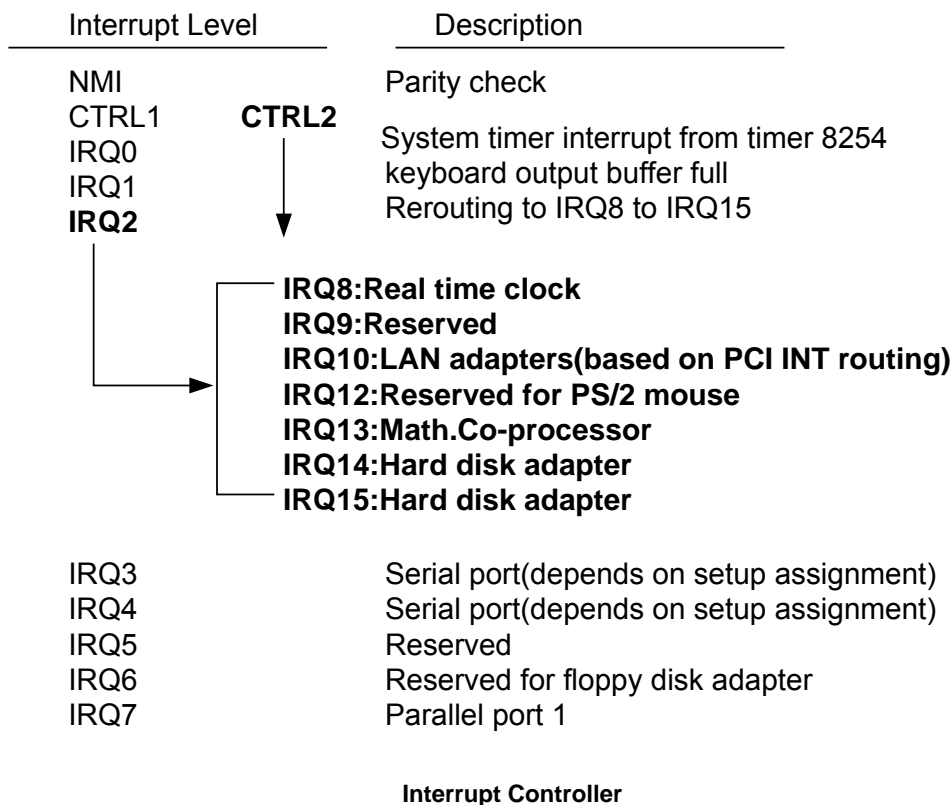 Interrupt Level Description
NMI Parity check
CTRL1 CTRL2
IRQ0 System timer interrupt from timer 8254
IRQ1 keyboard output buffer full
IRQ2 Rerouting to IRQ8 to IRQ15
IRQ8:Real time clock
IRQ9:Reserved
IRQ10:LAN adapters(based on PCI INT routing)
IRQ12:Reserved for PS/2 mouse
IRQ13:Math.Co-processor
IRQ14:Hard disk adapter
IRQ15:Hard disk adapter
IRQ3 Serial port(depends on setup assignment)
IRQ4 Serial port(depends on setup assignment)
IRQ5 Reserved
IRQ6 Reserved for floppy disk adapter
IRQ7 Parallel port 1
Interrupt Controller